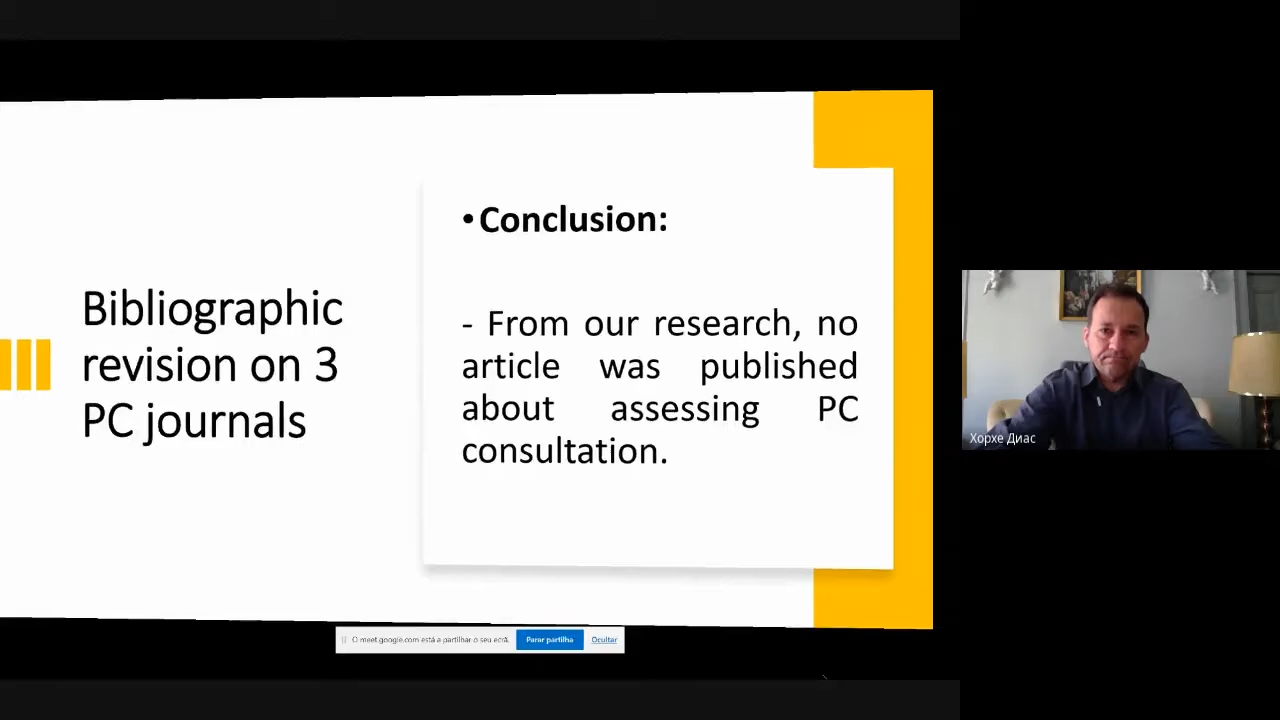 Bibliographic
revision on 3
PC journals
•Conclusion:
- From our research, no
article was published
about assessing PC
consultation.
Хорхе Диас
O meet.google.com está a partilhar o seu ecrã.
Parar partilha
Ocultar